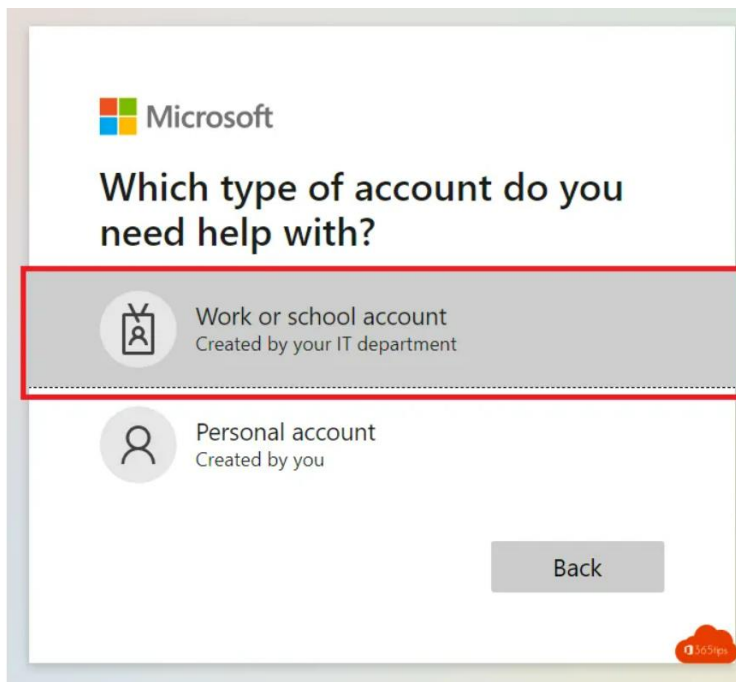 Microsoft
Which type of account do you
need help with?
Work or school account
Created by your IT department
Personal account
Created by you
Back
365tips